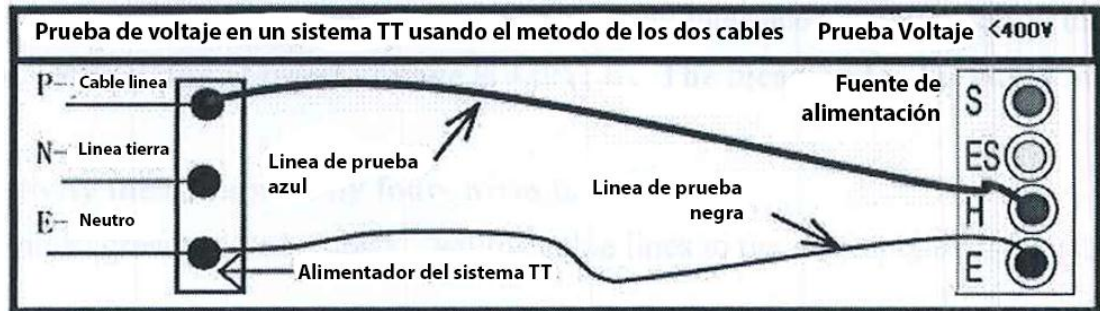 Prueba de voltaje en un sistema TT usando el metodo de los dos cables Prueba Voltaje <400V
P- Cable linea
Fuente de alimentación
S
N- Linea tierra
Linea de prueba azul
ES
Linea de prueba negra
H
E- Neutro
E
Alimentador del sistema TT